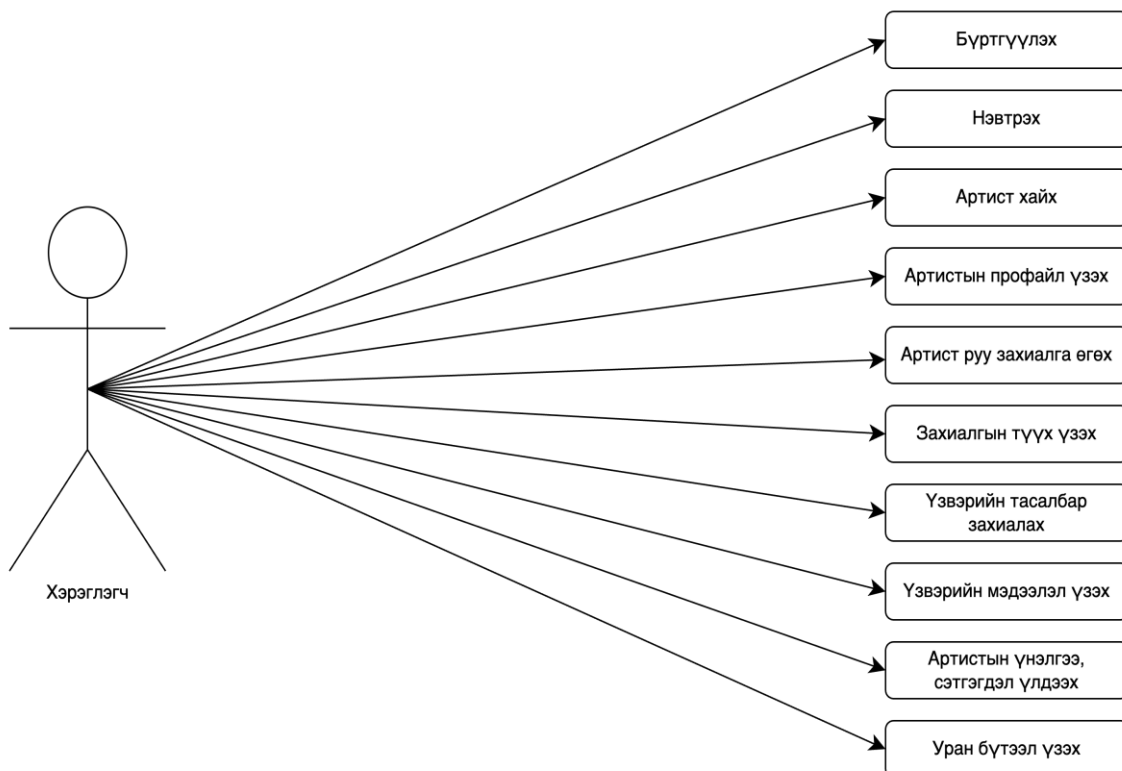 Бүртгүүлэх
Нэвтрэх
Артист хайх
Артистын профайл үзэх
Артист руу захиалга өгөх
Захиалгын түүх үзэх
Үзвэрийн тасалбар
захиалах
Үзвэрийн мэдээлэл үзэх
Артистын үнэлгээ,
сэтгэгдэл үлдээх
Уран бүтээл үзэх
Хэрэглэгч